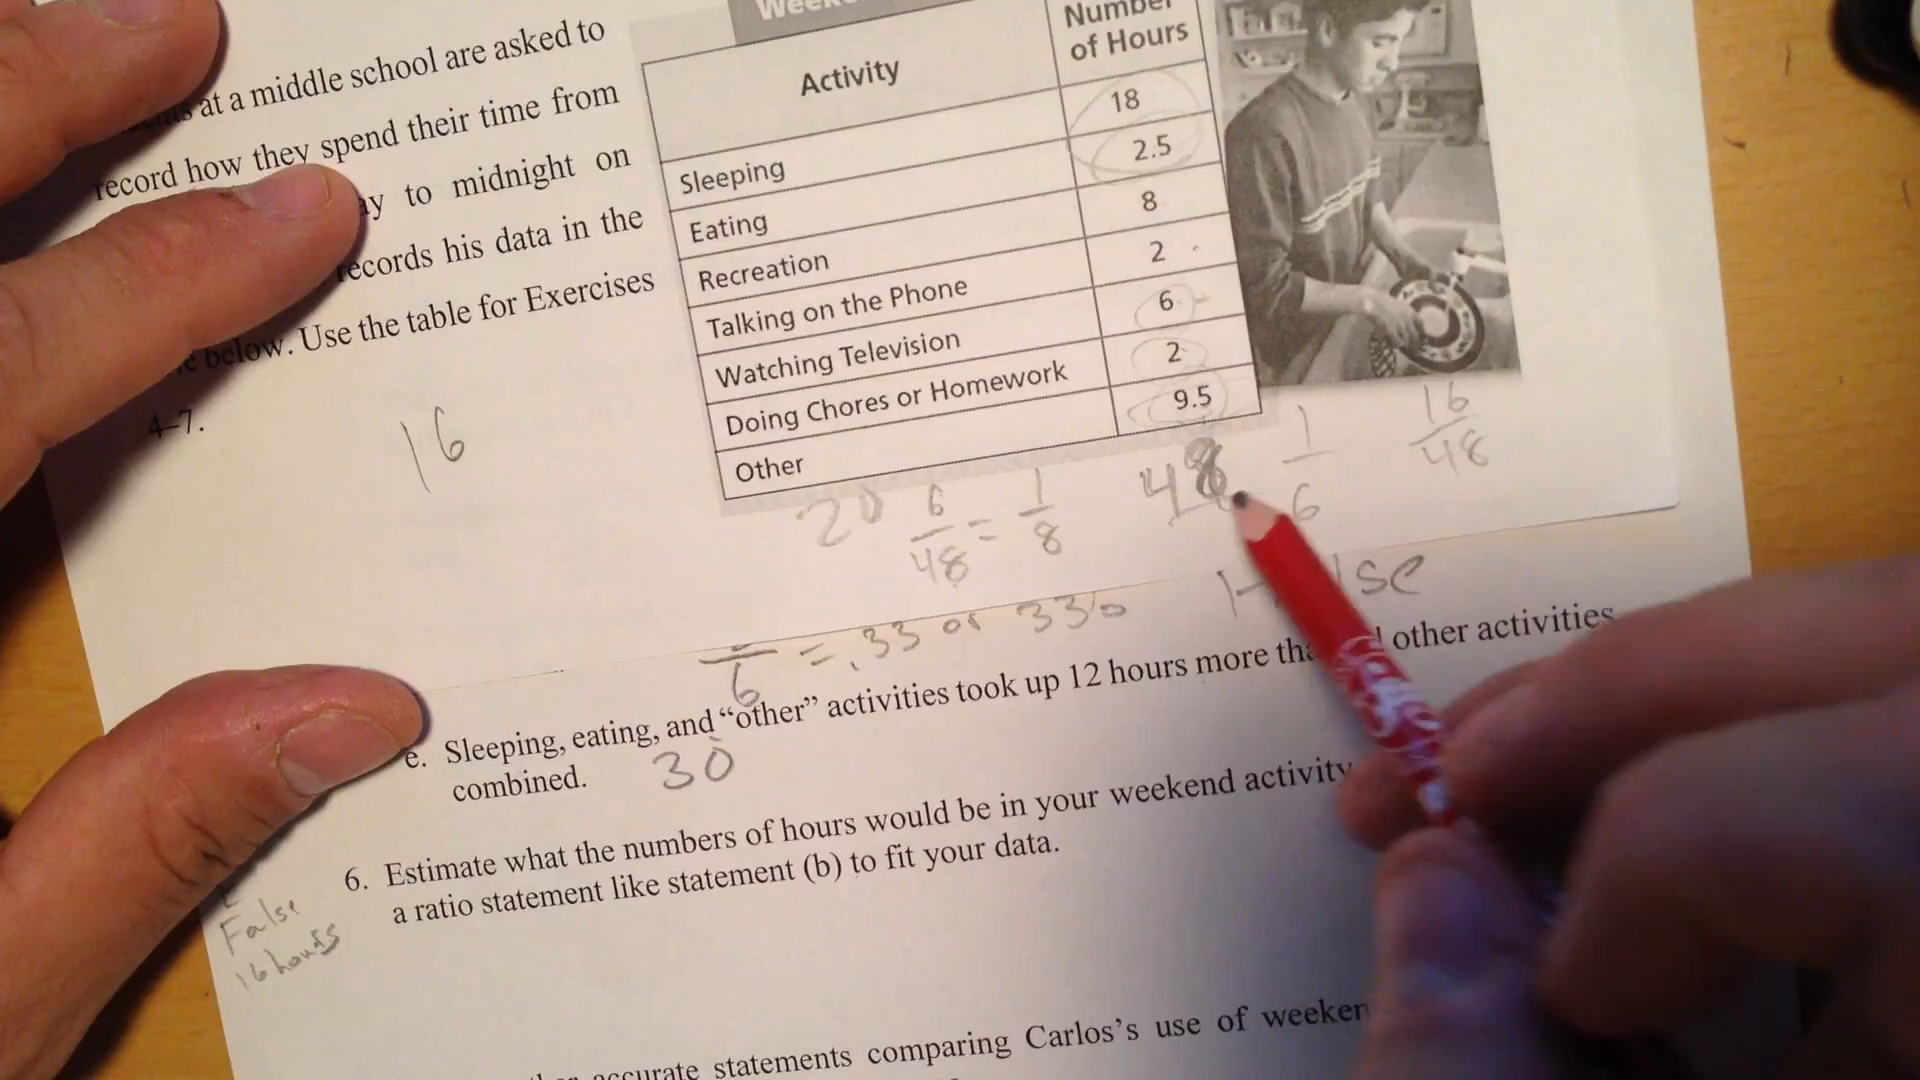 at a middle school are asked to
record how they spend their time from
to midnight on
records his data in the
below. Use the table for Exercises
4–7.
Number
of Hours
Activity
18
Sleeping
2.5
Eating
8
Recreation
2
Talking on the Phone
6
Watching Television
2
Doing Chores or Homework
9.5
Other
16
20
6/48 = 1/8
48
1/6
16/48
6
= .33 or 33%
e. Sleeping, eating, and “other” activities took up 12 hours more other activities
combined.
30
6. Estimate what the numbers of hours would be in your weekend activity
a ratio statement like statement (b) to fit your data.
False
16 hours
accurate statements comparing Carlos’s use of